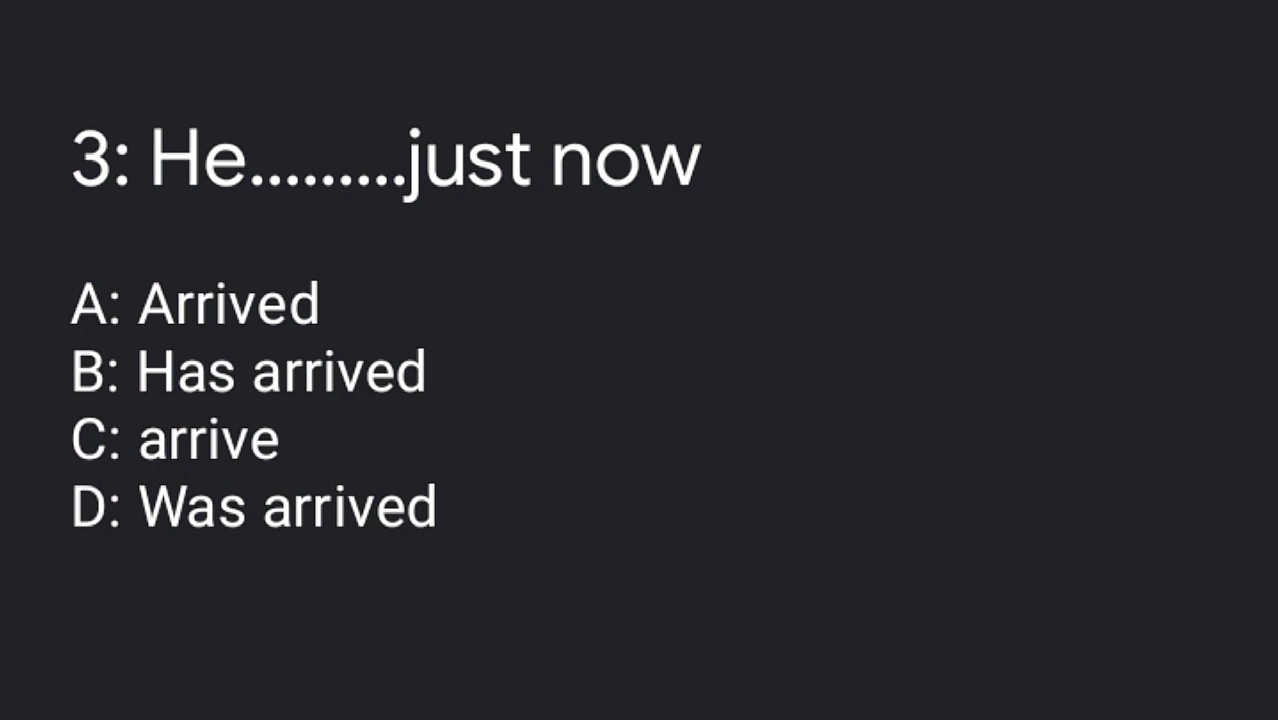 3: He.........just now
A: Arrived
B: Has arrived
C: arrive
D: Was arrived